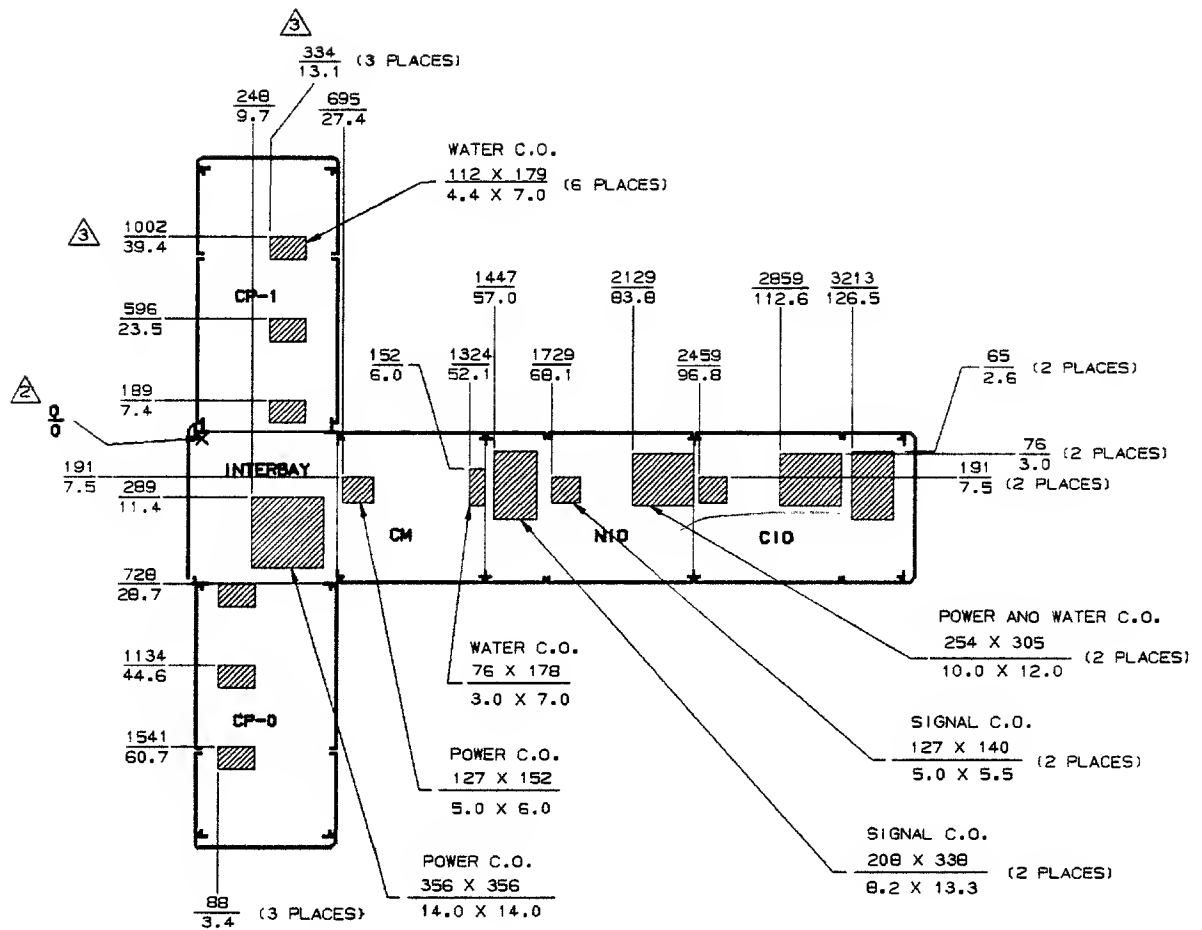 3
334
13.1 (3 PLACES)
248
9.7
695
27.4
WATER C.O.
112 X 179
4.4 X 7.0 (6 PLACES)
3
1002
39.4
CP-1
596
23.5
189
7.4
2
0
0
1447
57.0
2129
83.8
2859
112.6
3213
126.5
152
6.0
1324
52.1
1729
68.1
2459
96.8
65
2.6 (2 PLACES)
76
3.0 (2 PLACES)
191
7.5 (2 PLACES)
INTERBAY
191
7.5
289
11.4
CM
NIO
CIO
728
28.7
1134
44.6
CP-0
1541
60.7
88
3.4 (3 PLACES)
WATER C.O.
76 X 178
3.0 X 7.0
POWER C.O.
127 X 152
5.0 X 6.0
POWER C.O.
356 X 356
14.0 X 14.0
POWER AND WATER C.O.
254 X 305
10.0 X 12.0 (2 PLACES)
SIGNAL C.O.
127 X 140
5.0 X 5.5 (2 PLACES)
SIGNAL C.O.
208 X 338
8.2 X 13.3 (2 PLACES)